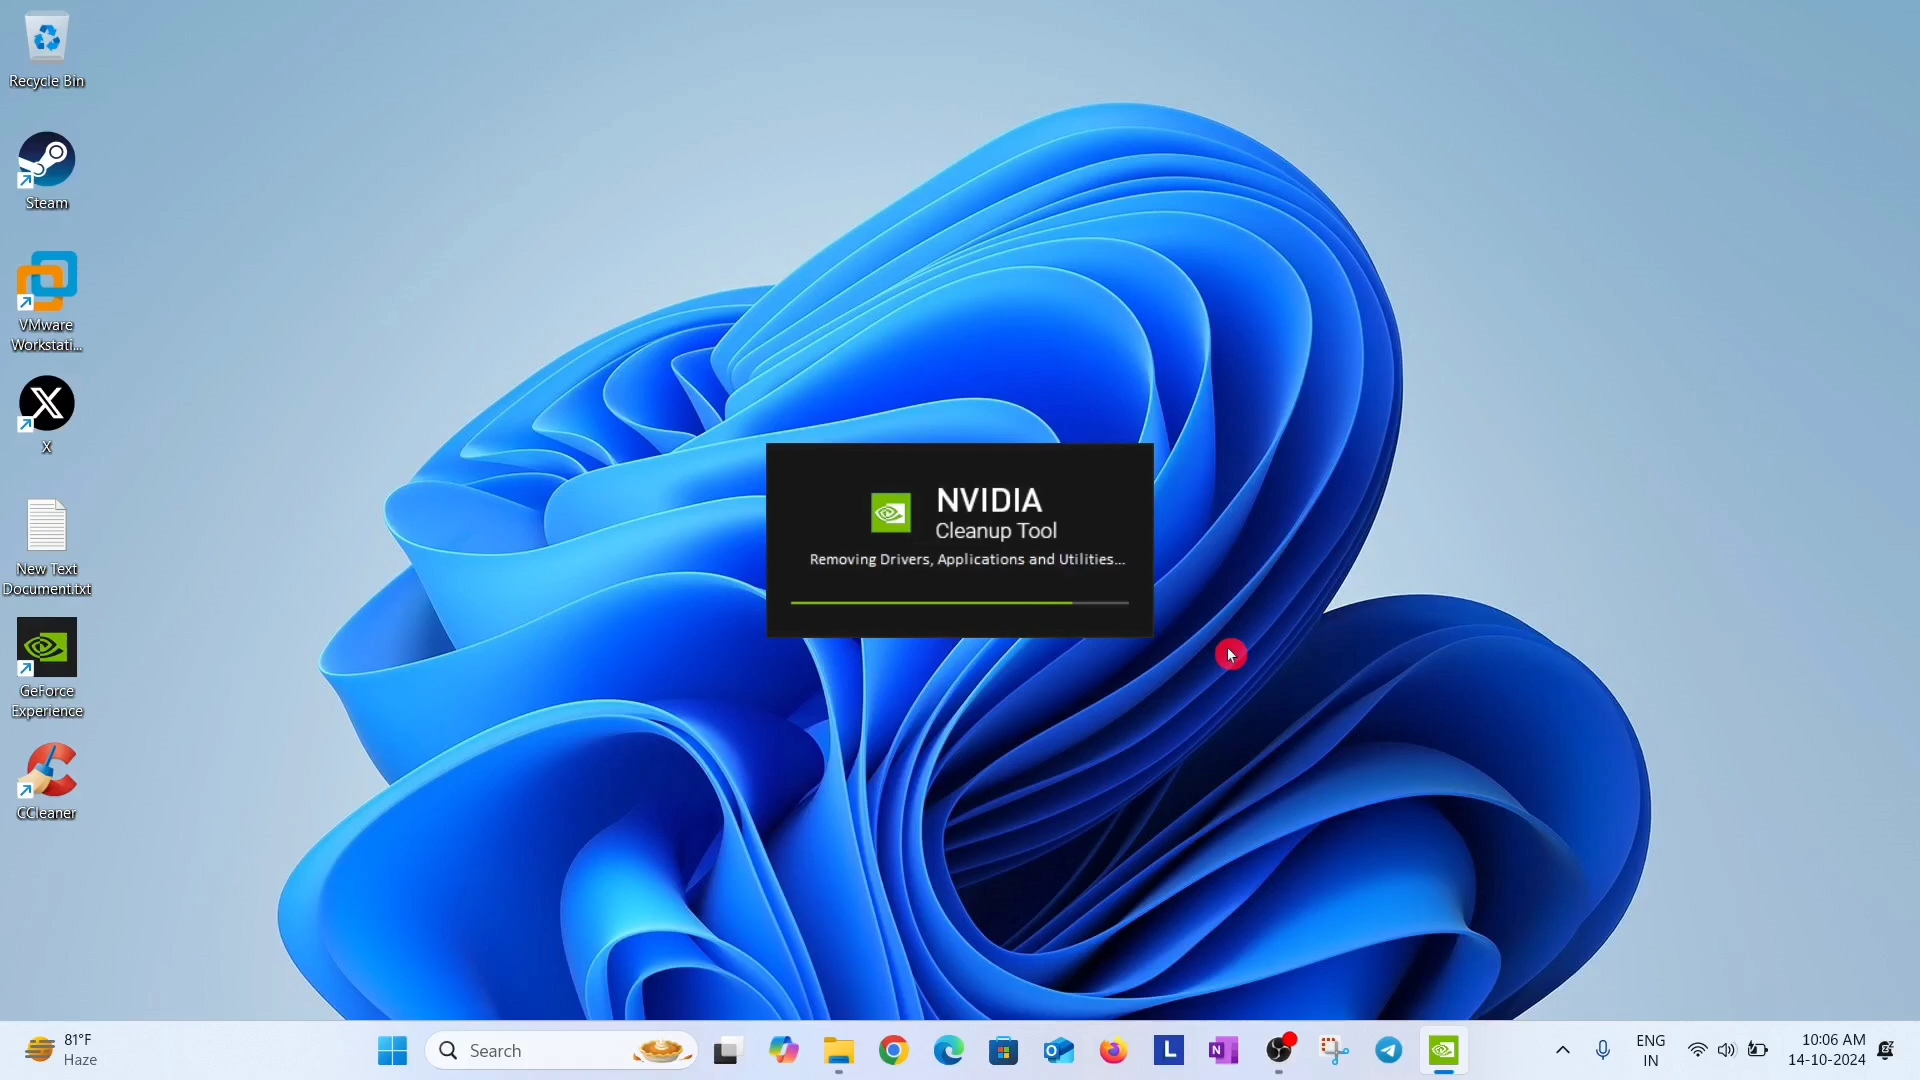 Recycle Bin
Steam
VMware
Workstati...
X
New Text
Document.txt
GeForce
Experience
CCleaner
NVIDIA
Cleanup Tool
Removing Drivers, Applications and Utilities...
81°F
Haze
Search
L
N
ENG
IN
10:06 AM
14-10-2024